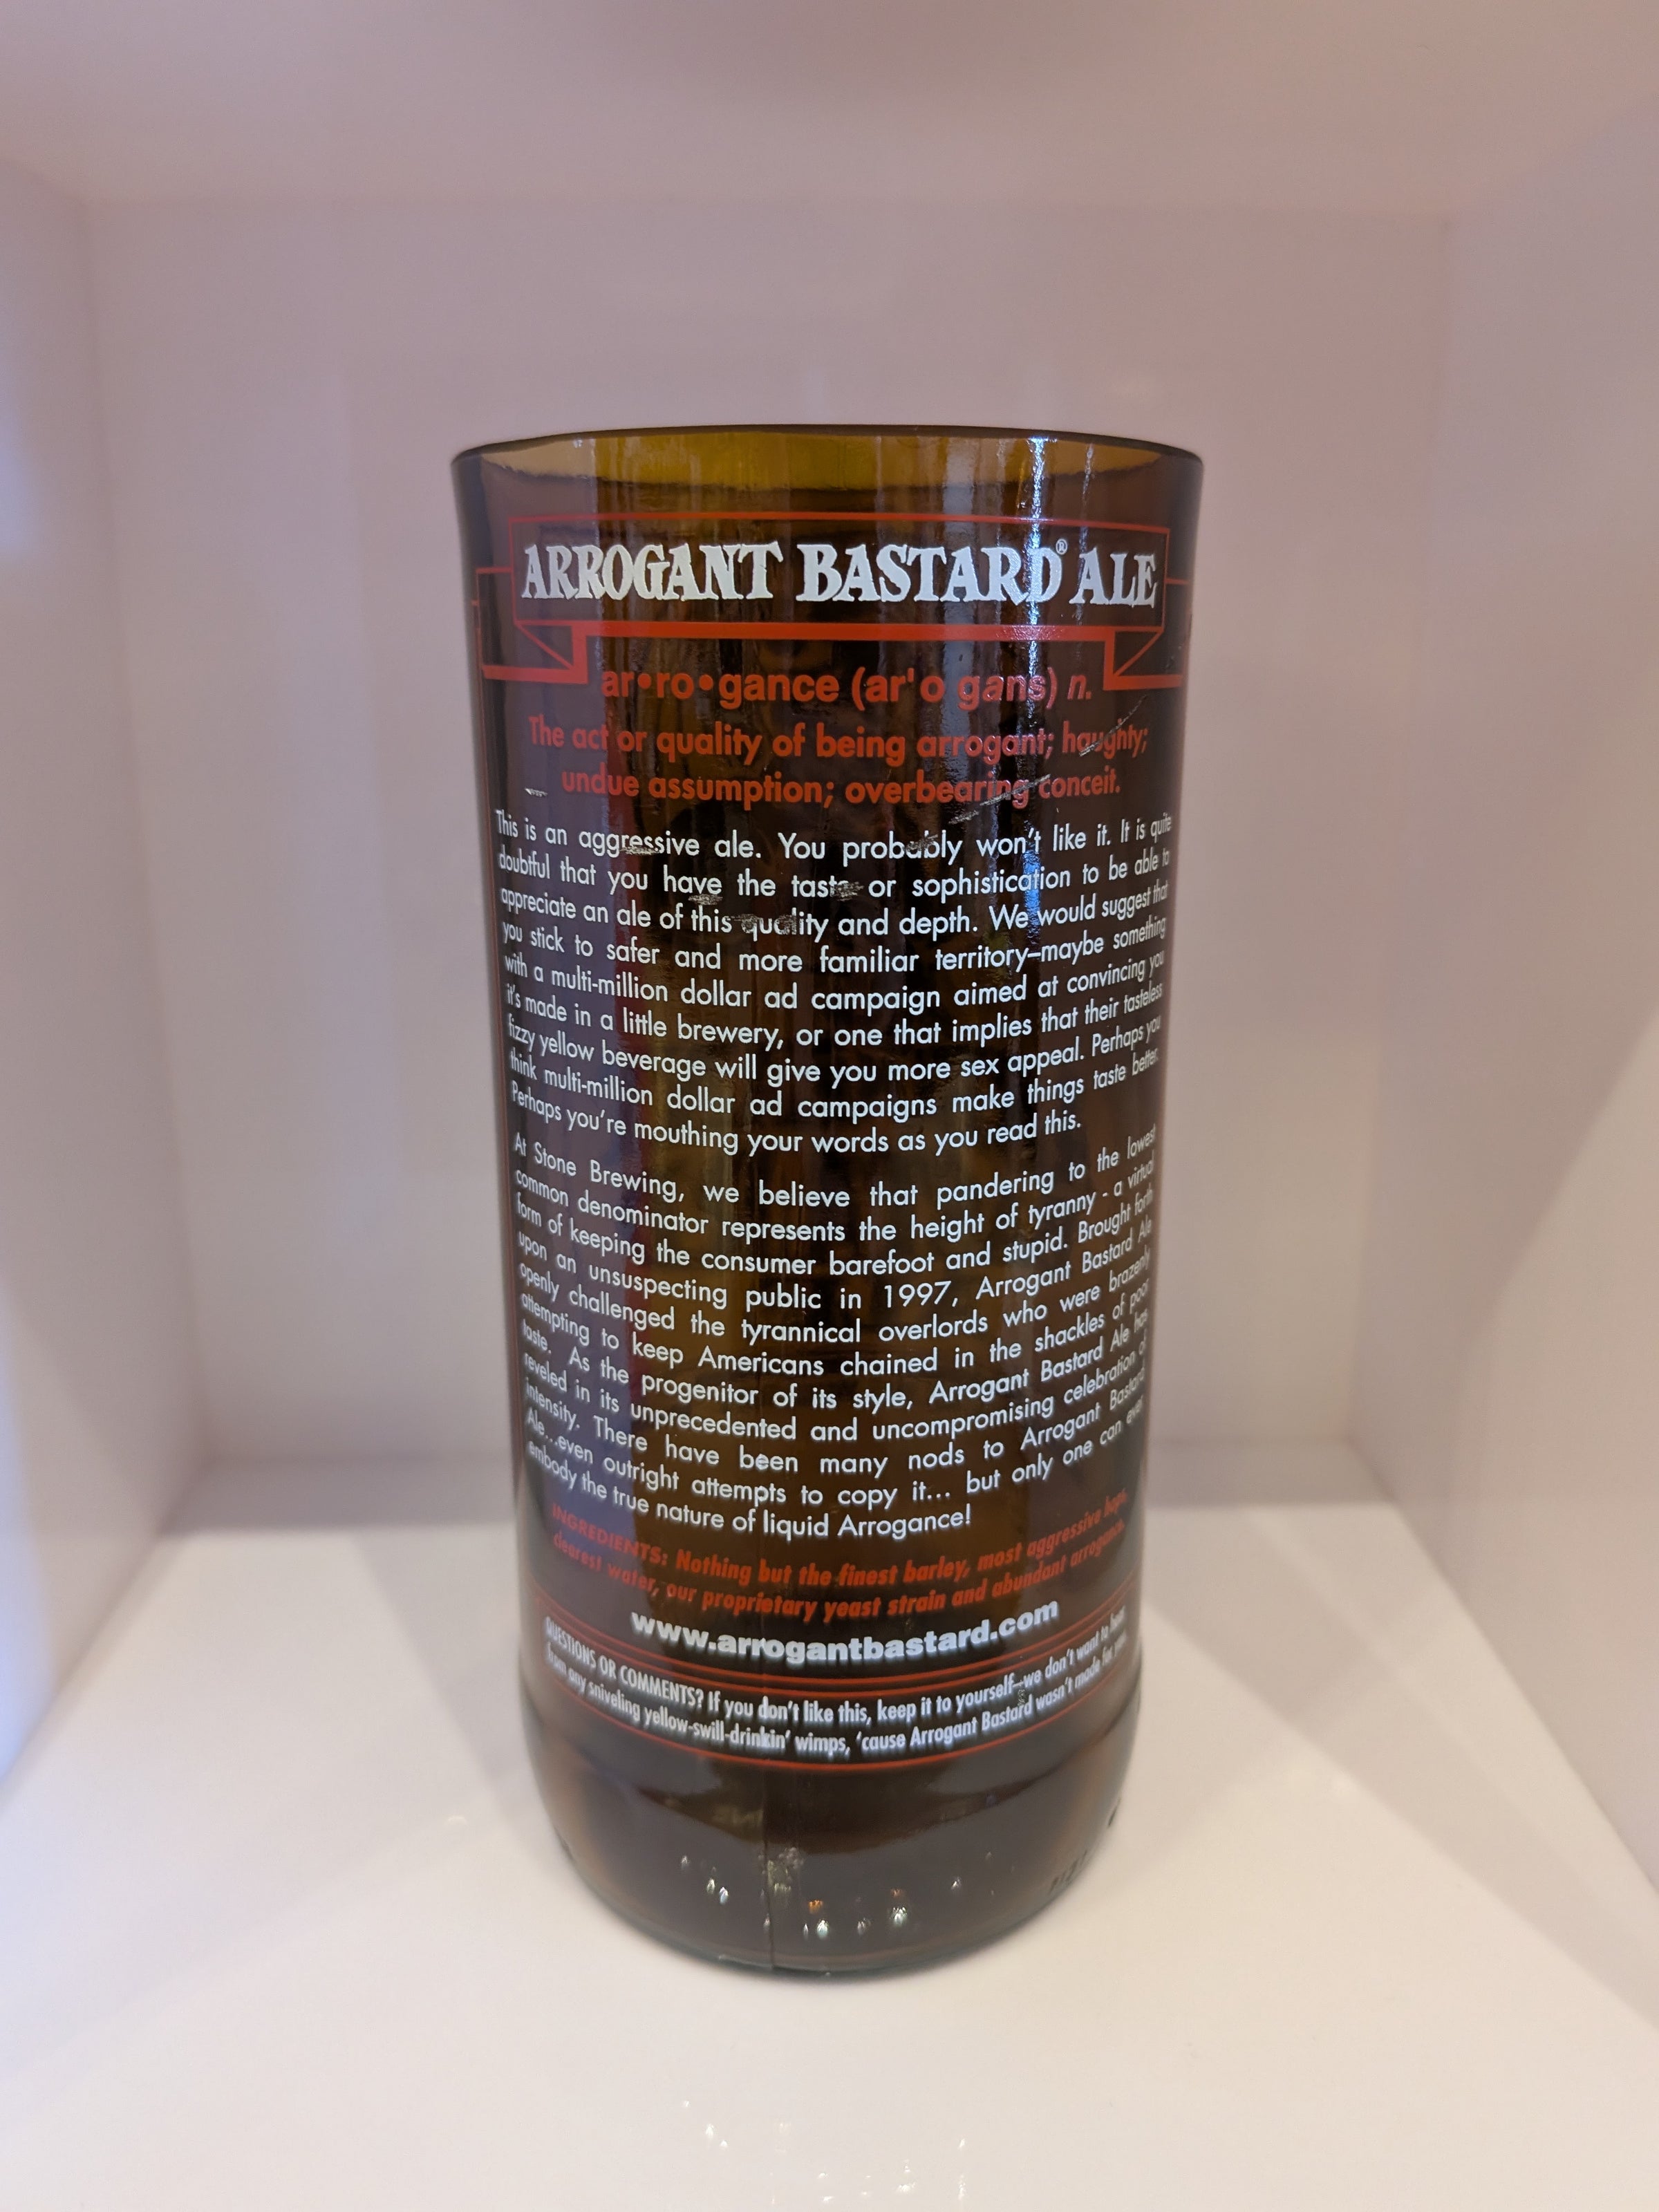 ARROGANT BASTARD® ALE
ar•ro•gance (ar'o gans) n.
The act or quality of being arrogant; haughty;
undue assumption; overbearing conceit.
This is an aggressive ale. You probably won't like it. It is quite
doubtful that you have the taste or sophistication to be able to
appreciate an ale of this quality and depth. We would suggest that
you stick to safer and more familiar territory–maybe something
with a multi-million dollar ad campaign aimed at convincing you
it's made in a little brewery, or one that implies that their tasteless
fizzy yellow beverage will give you more sex appeal. Perhaps you
think multi-million dollar ad campaigns make things taste better.
Perhaps you're mouthing your words as you read this.
At Stone Brewing, we believe that pandering to the lowest
common denominator represents the height of tyranny - a virtual
form of keeping the consumer barefoot and stupid. Brought forth
upon an unsuspecting public in 1997, Arrogant Bastard Ale
openly challenged the tyrannical overlords who were brazenly
attempting to keep Americans chained in the shackles of poor
taste. As the progenitor of its style, Arrogant Bastard Ale has
reveled in its unprecedented and uncompromising celebration of
intensity. There have been many nods to Arrogant Bastard
Ale...even outright attempts to copy it... but only one can ever
embody the true nature of liquid Arrogance!
INGREDIENTS: Nothing but the finest barley, most aggressive hops,
clearest water, our proprietary yeast strain and abundant arrogance.
www.arrogantbastard.com
QUESTIONS OR COMMENTS? If you don't like this, keep it to yourself–we don't want to hear
from any sniveling yellow-swill-drinkin' wimps, 'cause Arrogant Bastard wasn't made for you.